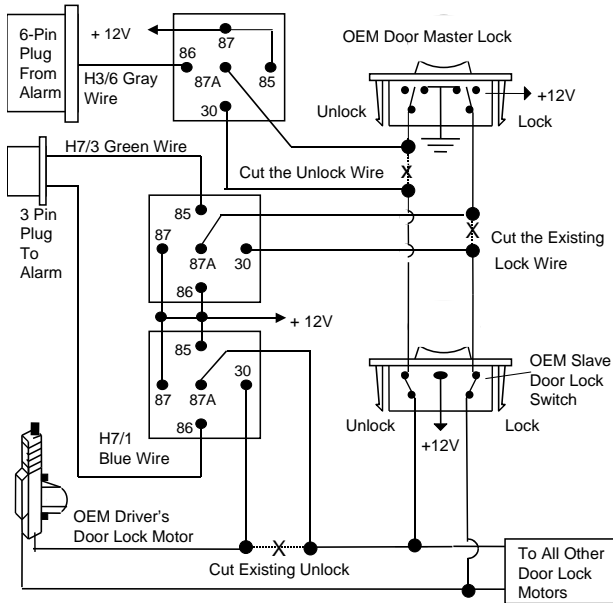 6-Pin
Plug
From
Alarm
+ 12V
H3/6 Gray
Wire
86
87
87A
85
30
OEM Door Master Lock
Unlock
+12V
Lock
H7/3 Green Wire
Cut the Unlock Wire
3 Pin
Plug
To
Alarm
85
87
87A
30
86
Cut the Existing
Lock Wire
+ 12V
85
30
87
87A
86
H7/1
Blue Wire
OEM Slave
Door Lock
Switch
Unlock
+12V
Lock
OEM Driver's
Door Lock Motor
X
X
X
Cut Existing Unlock
To All Other
Door Lock
Motors